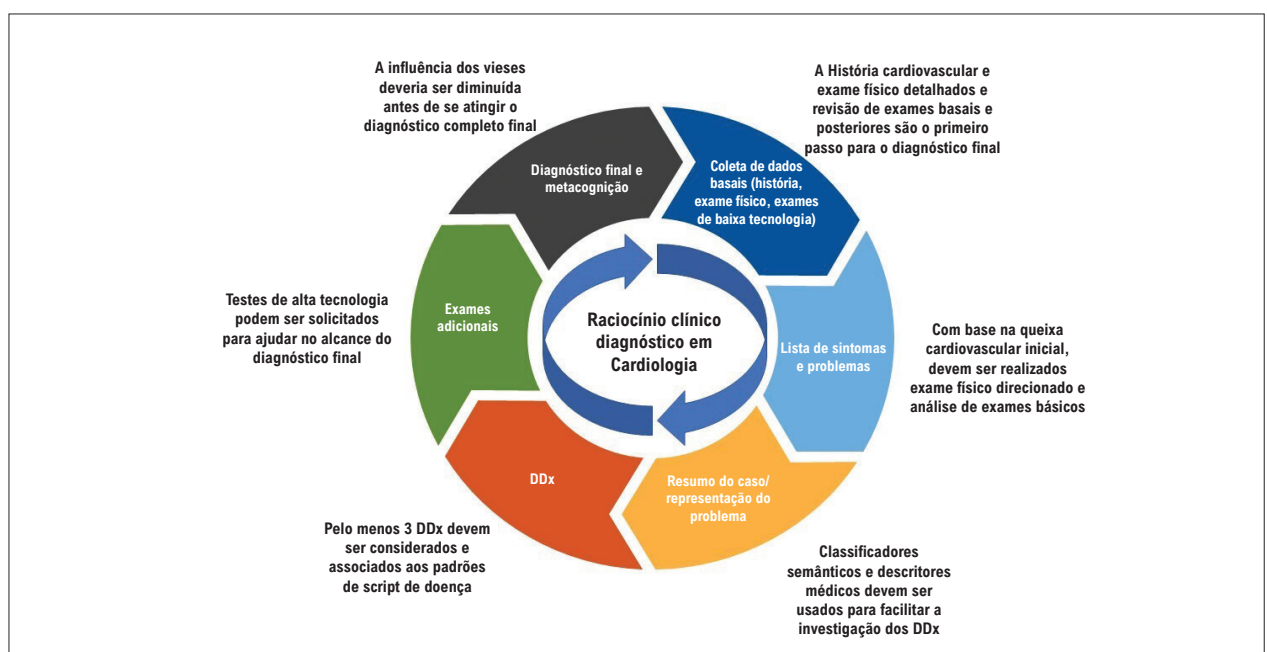 A influência dos vieses
deveria ser diminuída
antes de se atingir o
diagnóstico completo final
A História cardiovascular e
exame físico detalhados e
revisão de exames basais e
posteriores são o primeiro
passo para o diagnóstico final
Diagnóstico final e
metacognição
Coleta de dados
basais (história,
exame físico, exames
de baixa tecnologia)
Testes de alta tecnologia
podem ser solicitados
para ajudar no alcance do
diagnóstico final
Exames
adicionais
Raciocínio clínico
diagnóstico em
Cardiologia
Lista de sintomas
e problemas
Com base na queixa
cardiovascular inicial,
devem ser realizados
exame físico direcionado e
análise de exames básicos
DDx
Resumo do caso/
representação do
problema
Pelo menos 3 DDx devem
ser considerados e
associados aos padrões
de script de doença
Classificadores
semânticos e descritores
médicos devem ser
usados para facilitar a
investigação dos DDx